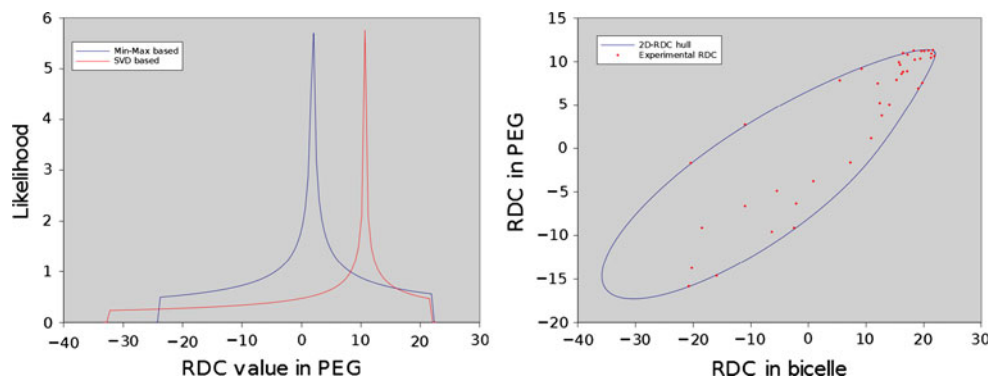 6
5
4
3
2
1
0
Likelihood
Min-Max based
SVD based
−40 −30 −20 −10 0 10 20 30
RDC value in PEG
15
10
5
0
−5
−10
−15
−20
RDC in PEG
2D-RDC hull
Experimental RDC
−40 −30 −20 −10 0 10 20 30
RDC in bicelle